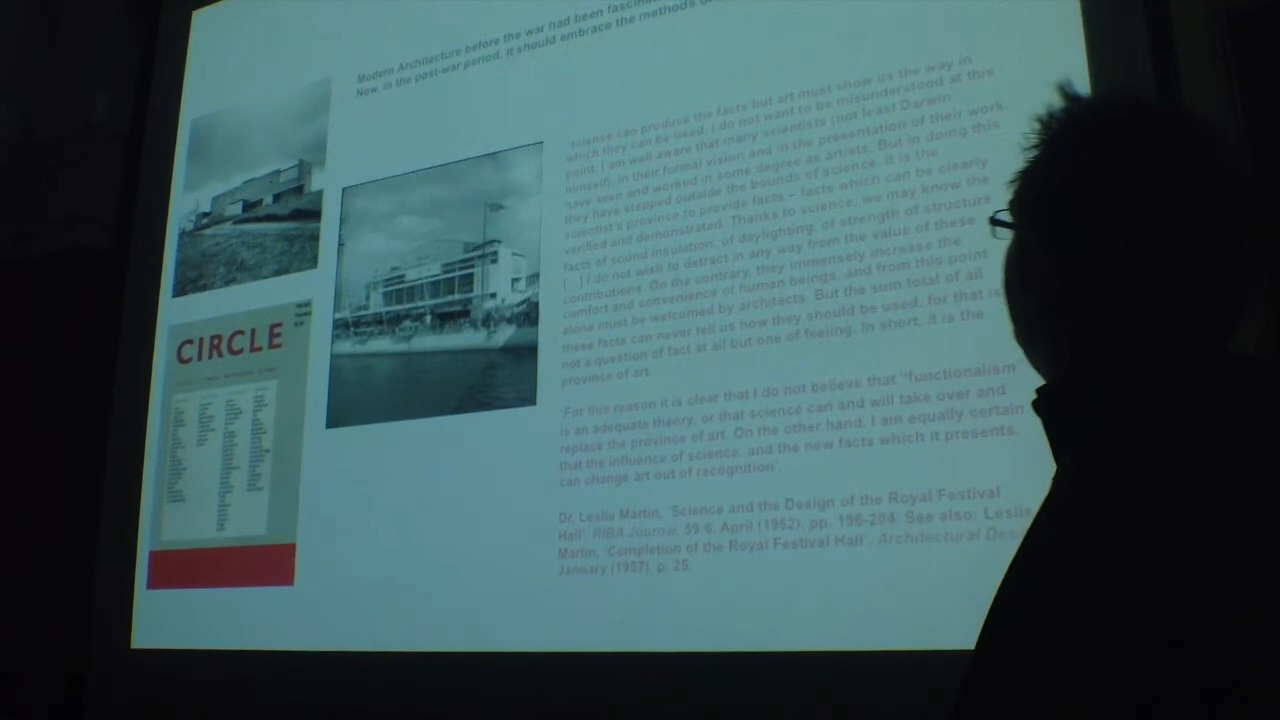 Modern Architecture before the war had been
Now, in the post-war period, it should embrace the methods
CIRCLE
'science can produce the facts but art must show us the way in
which they can be used. I do not want to be misunderstood at this
point. I am well aware that many scientists (not least Darwin
himself, in their formal vision and in the presentation of their work,
have seen and worked in some degree as artists. But in doing this
they have stepped outside the bounds of science. It is the
scientist's province to provide facts – facts which can be clearly
verified and demonstrated. Thanks to science, we may know the
facts of sound insulation, of daylighting, of strength of structure
[...] I do not wish to detract in any way from the value of these
contributions. On the contrary, they immensely increase the
comfort and convenience of human beings, and from this point
alone must be welcomed by architects. But the sum total of all
these facts can never tell us how they should be used, for that is
not a question of fact at all but one of feeling. In short, it is the
province of art.
'For this reason it is clear that I do not believe that "functionalism"
is an adequate theory, or that science can and will take over and
replace the province of art. On the other hand, I am equally certain
that the influence of science, and the new facts which it presents,
can change art out of recognition'.
Dr. Leslie Martin, 'Science and the Design of the Royal Festival
Hall', RIBA Journal, 59:6, April (1952), pp. 196-204. See also: Leslie
Martin, 'Completion of the Royal Festival Hall', Architectural
January (1957), p. 25.